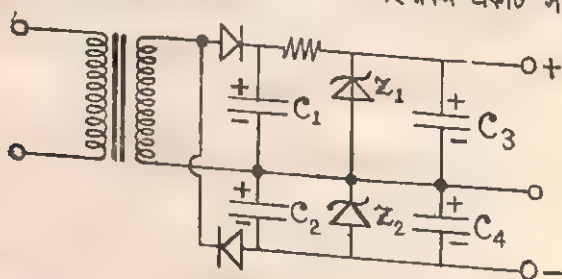 +
+
-
C₁
Z₁
+
-
C₃
+
-
C₂
Z₂
+
-
C₄
-